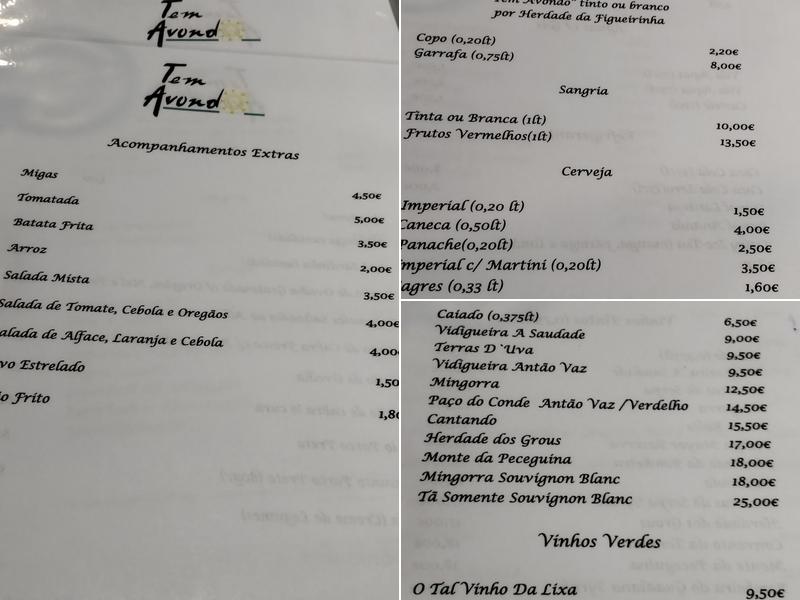 Tem
Avondo
Tem
Avondo
Acompanhamentos Extras
Migas 4,50€
Tomatada 5,00€
Batata Frita 3,50€
Arroz 2,00€
Salada Mista 3,50€
Salada de Tomate, Cebola e Oregãos 4,00€
alada de Alface, Laranja e Cebola 4,00
vo Estrelado 1,50
o Frito 1,8
Tem Avondo" tinto ou branco
por Herdade da Figueirinha
Copo (0,20lt) 2,20€
Garrafa (0,75lt) 8,00€
Sangria
Tinta ou Branca (1lt) 10,00€
Frutos Vermelhos(1lt) 13,50€
Cerveja
Imperial (0,20 lt) 1,50€
Caneca (0,50lt) 4,00€
Panache(0,20lt) 2,50€
Imperial c/ Martini (0,20lt) 3,50€
agres (0,33 lt) 1,60€
Caiado (0,375lt) 6,50€
Vidigueira A Saudade 9,00€
Terras D`Uva 9,50€
Vidigueira Antão Vaz 9,50€
Mingorra 12,50€
Paço do Conde Antão Vaz /Verdelho 14,50€
Cantando 15,50€
Herdade dos Grous 17,00€
Monte da Peceguina 18,00€
Mingorra Souvignon Blanc 18,00€
Tã Somente Souvignon Blanc 25,00€
Vinhos Verdes
O Tal Vinho Da Lixa 9,50€